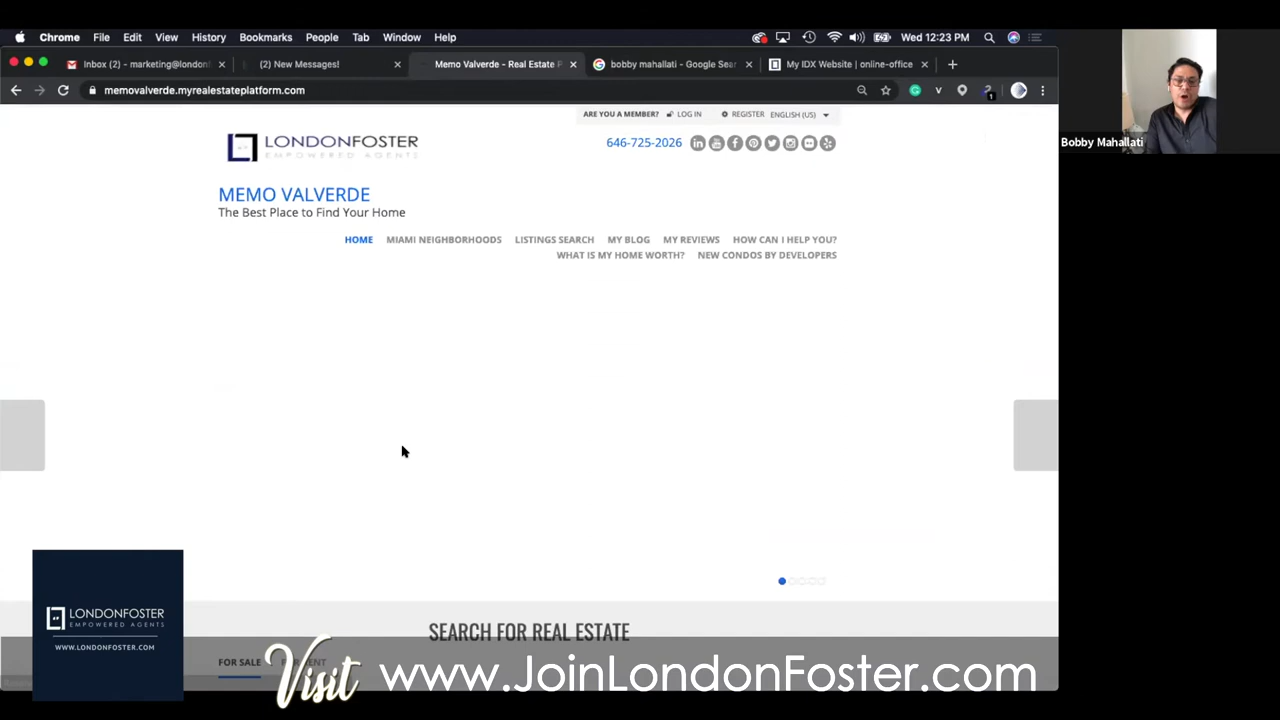 Chrome File Edit View History Bookmarks People Tab Window Help Wed 12:23 PM
Inbox (2) - marketing@london (2) New Messages! Memo Valverde - Real Estate P bobby mahallati - Google Sear My IDX Website | online-office
memovalverde.myrealestateplatform.com
ARE YOU A MEMBER? LOG IN REGISTER ENGLISH (US)
LONDONFOSTER
EMPOWERED AGENTS
646-725-2026
Bobby Mahallati
MEMO VALVERDE
The Best Place to Find Your Home
HOME MIAMI NEIGHBORHOODS LISTINGS SEARCH MY BLOG MY REVIEWS HOW CAN I HELP YOU?
WHAT IS MY HOME WORTH? NEW CONDOS BY DEVELOPERS
SEARCH FOR REAL ESTATE
FOR SALE
LONDONFOSTER
EMPOWERED AGENTS
WWW.LONDONFOSTER.COM
Visit www.JoinLondonFoster.com